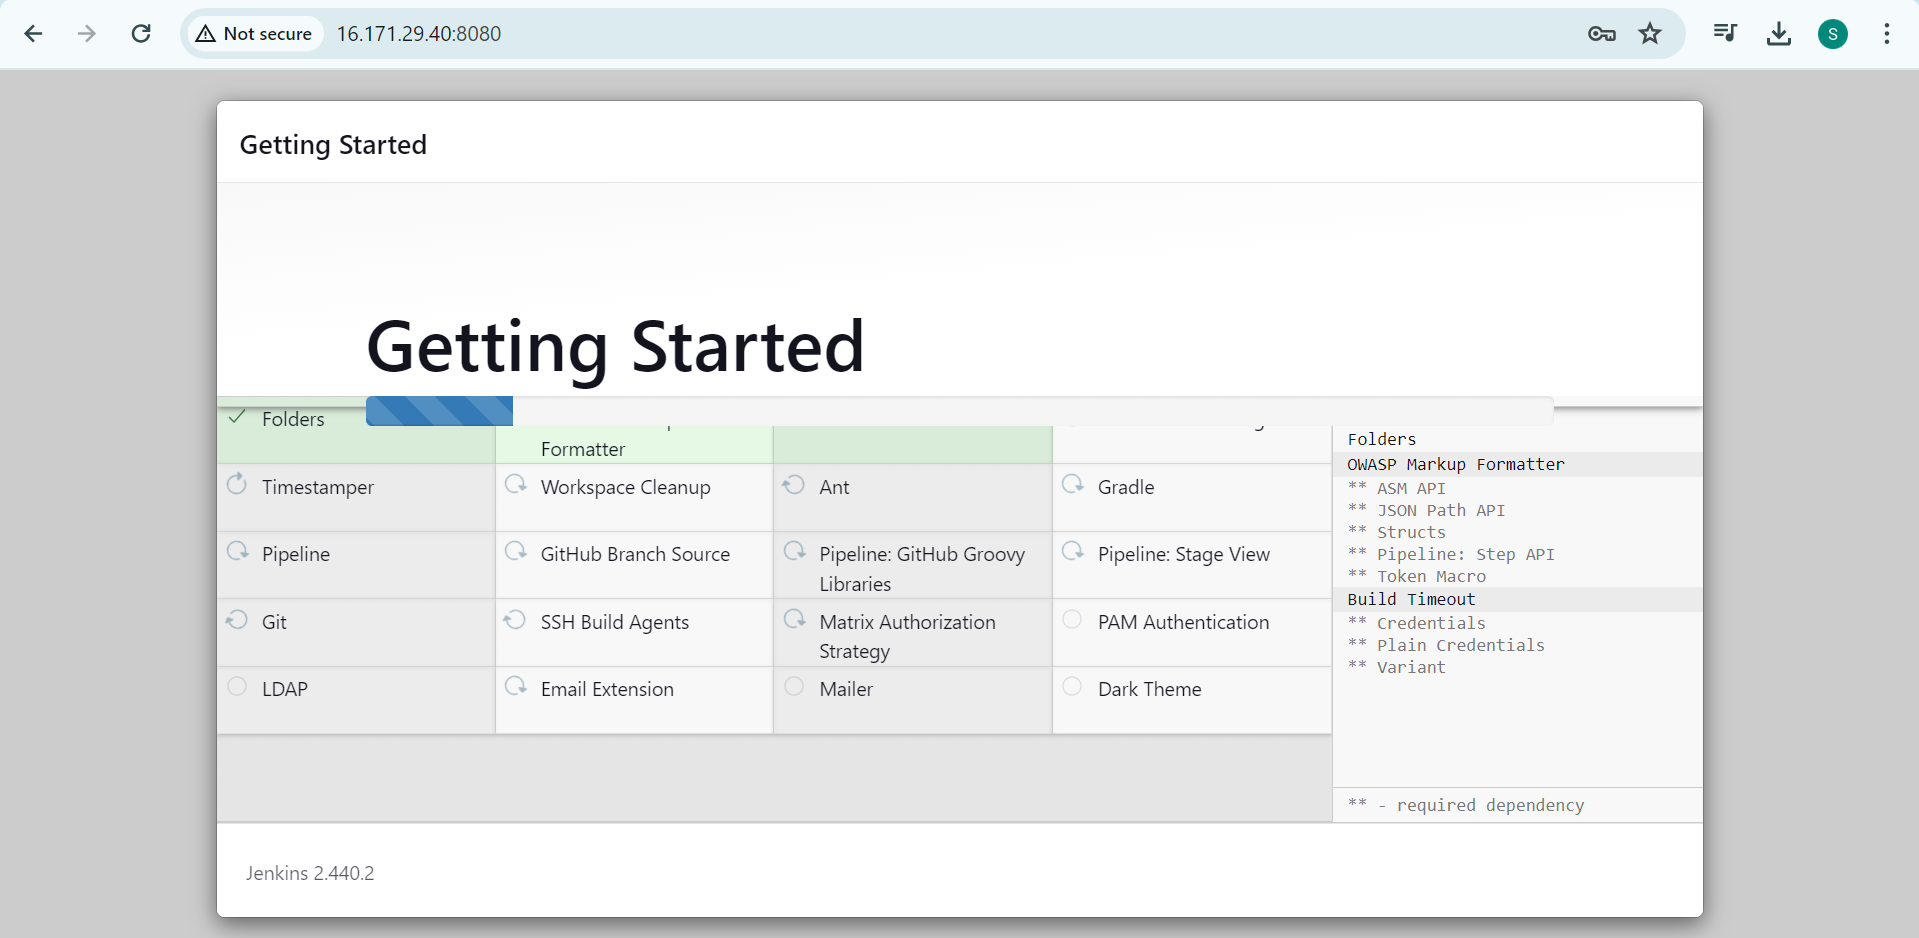 Not secure
16.171.29.40:8080
S
Getting Started
Getting Started
Folders
Formatter
Timestamper
Workspace Cleanup
Ant
Gradle
Pipeline
GitHub Branch Source
Pipeline: GitHub Groovy
Libraries
Pipeline: Stage View
Git
SSH Build Agents
Matrix Authorization
Strategy
PAM Authentication
LDAP
Email Extension
Mailer
Dark Theme
Folders
OWASP Markup Formatter
** ASM API
** JSON Path API
** Structs
** Pipeline: Step API
** Token Macro
Build Timeout
** Credentials
** Plain Credentials
** Variant
** - required dependency
Jenkins 2.440.2